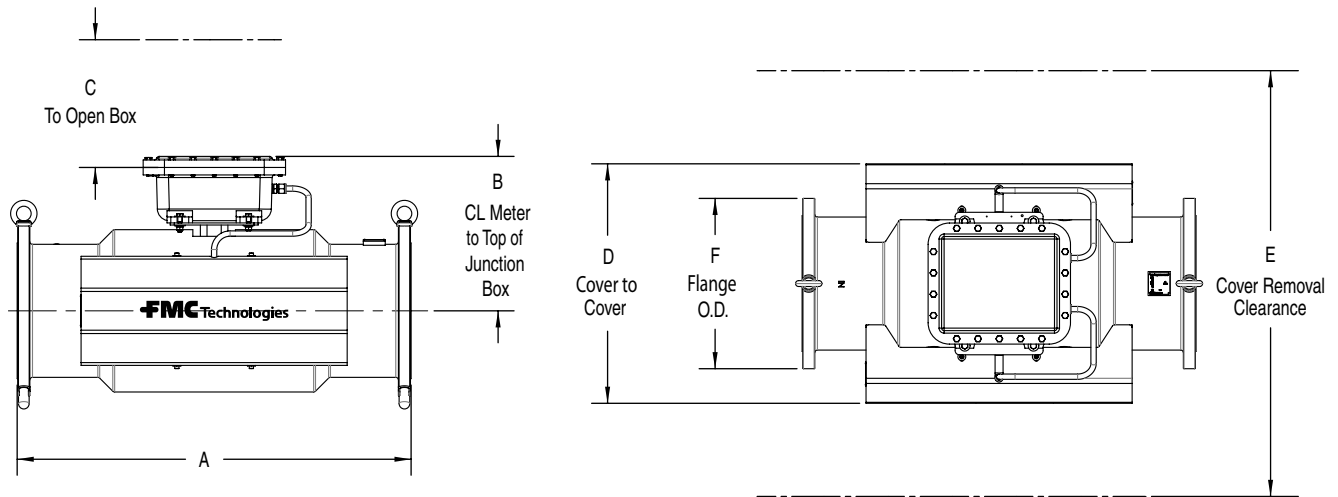 C
To Open Box
B
CL Meter
to Top of
Junction
Box
FMC Technologies
A
D
Cover to
Cover
F
Flange
O.D.
N
E
Cover Removal
Clearance